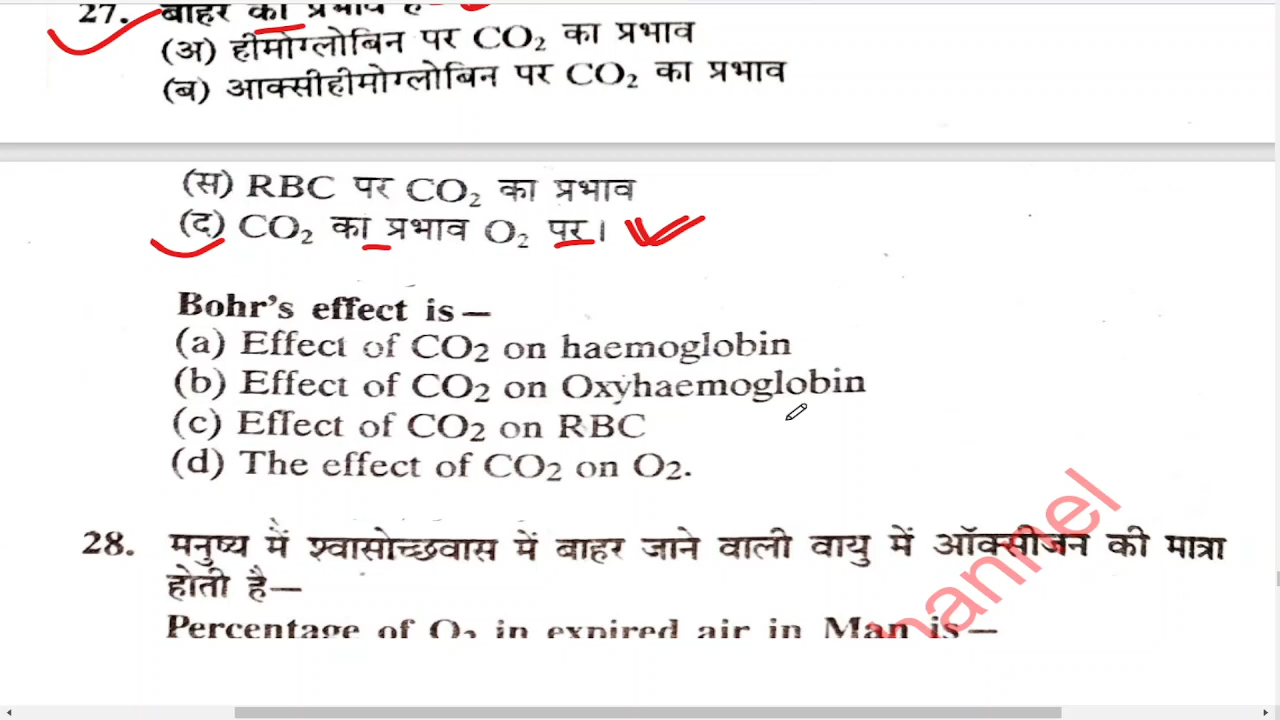 27. बाहर का प्रभाव है
(अ) हीमोग्लोबिन पर CO₂ का प्रभाव
(ब) आक्सीहीमोग्लोबिन पर CO₂ का प्रभाव
(स) RBC पर CO₂ का प्रभाव
(द) CO₂ का प्रभाव O₂ पर।
Bohr's effect is—
(a) Effect of CO2 on haemoglobin
(b) Effect of CO2 on Oxyhaemoglobin
(c) Effect of CO2 on RBC
(d) The effect of CO2 on O2.
28. मनुष्य में श्वासोच्छवास में बाहर जाने वाली वायु में ऑक्सीजन की मात्रा
होती है—
Percentage of O₂ in expired air in Man is—